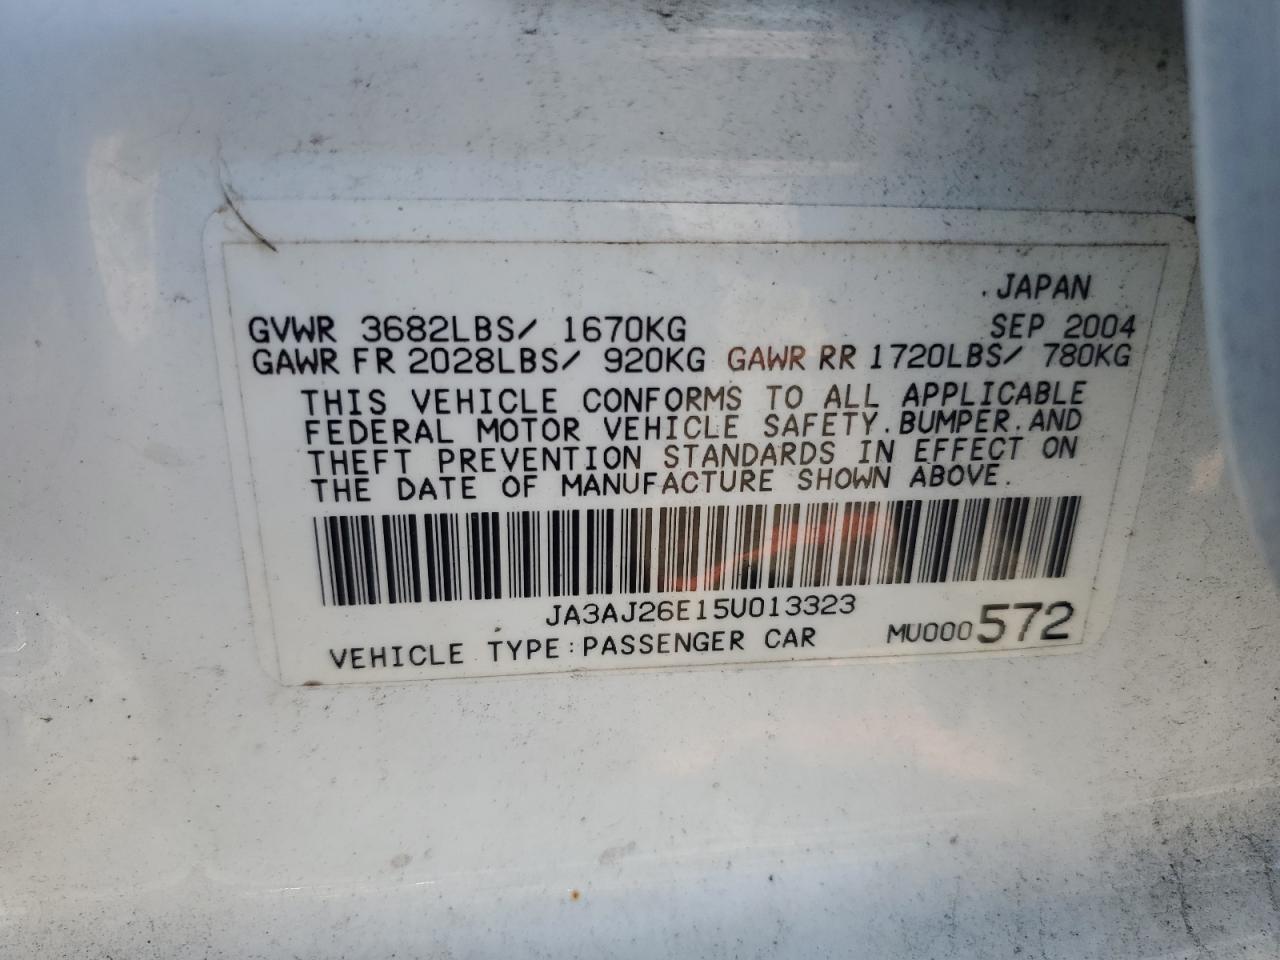 .JAPAN
GVWR 3682LBS/ 1670KG SEP 2004
GAWR FR 2028LBS/ 920KG GAWR RR 1720LBS/ 780KG
THIS VEHICLE CONFORMS TO ALL APPLICABLE
FEDERAL MOTOR VEHICLE SAFETY.BUMPER.AND
THEFT PREVENTION STANDARDS IN EFFECT ON
THE DATE OF MANUFACTURE SHOWN ABOVE.
JA3AJ26E15U013323
VEHICLE TYPE:PASSENGER CAR MU000572